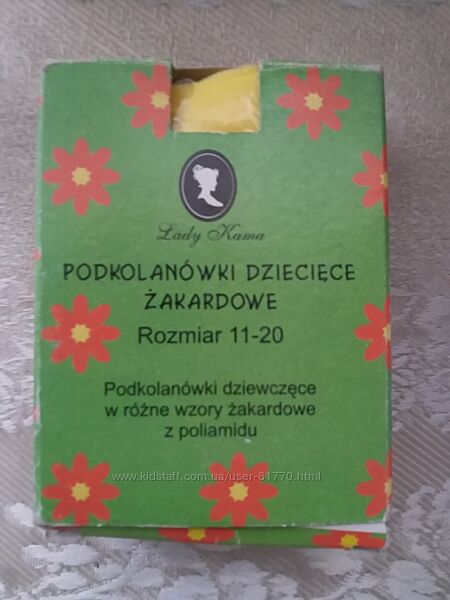 Lady Kama
PODKOLANÓWKI DZIECIĘCE
ŻAKARDOWE
Rozmiar 11-20
Podkolanówki dziewczęce
w różne wzory żakardowe
z poliamidu
www.kidstaff.com.ua/user-81770.html